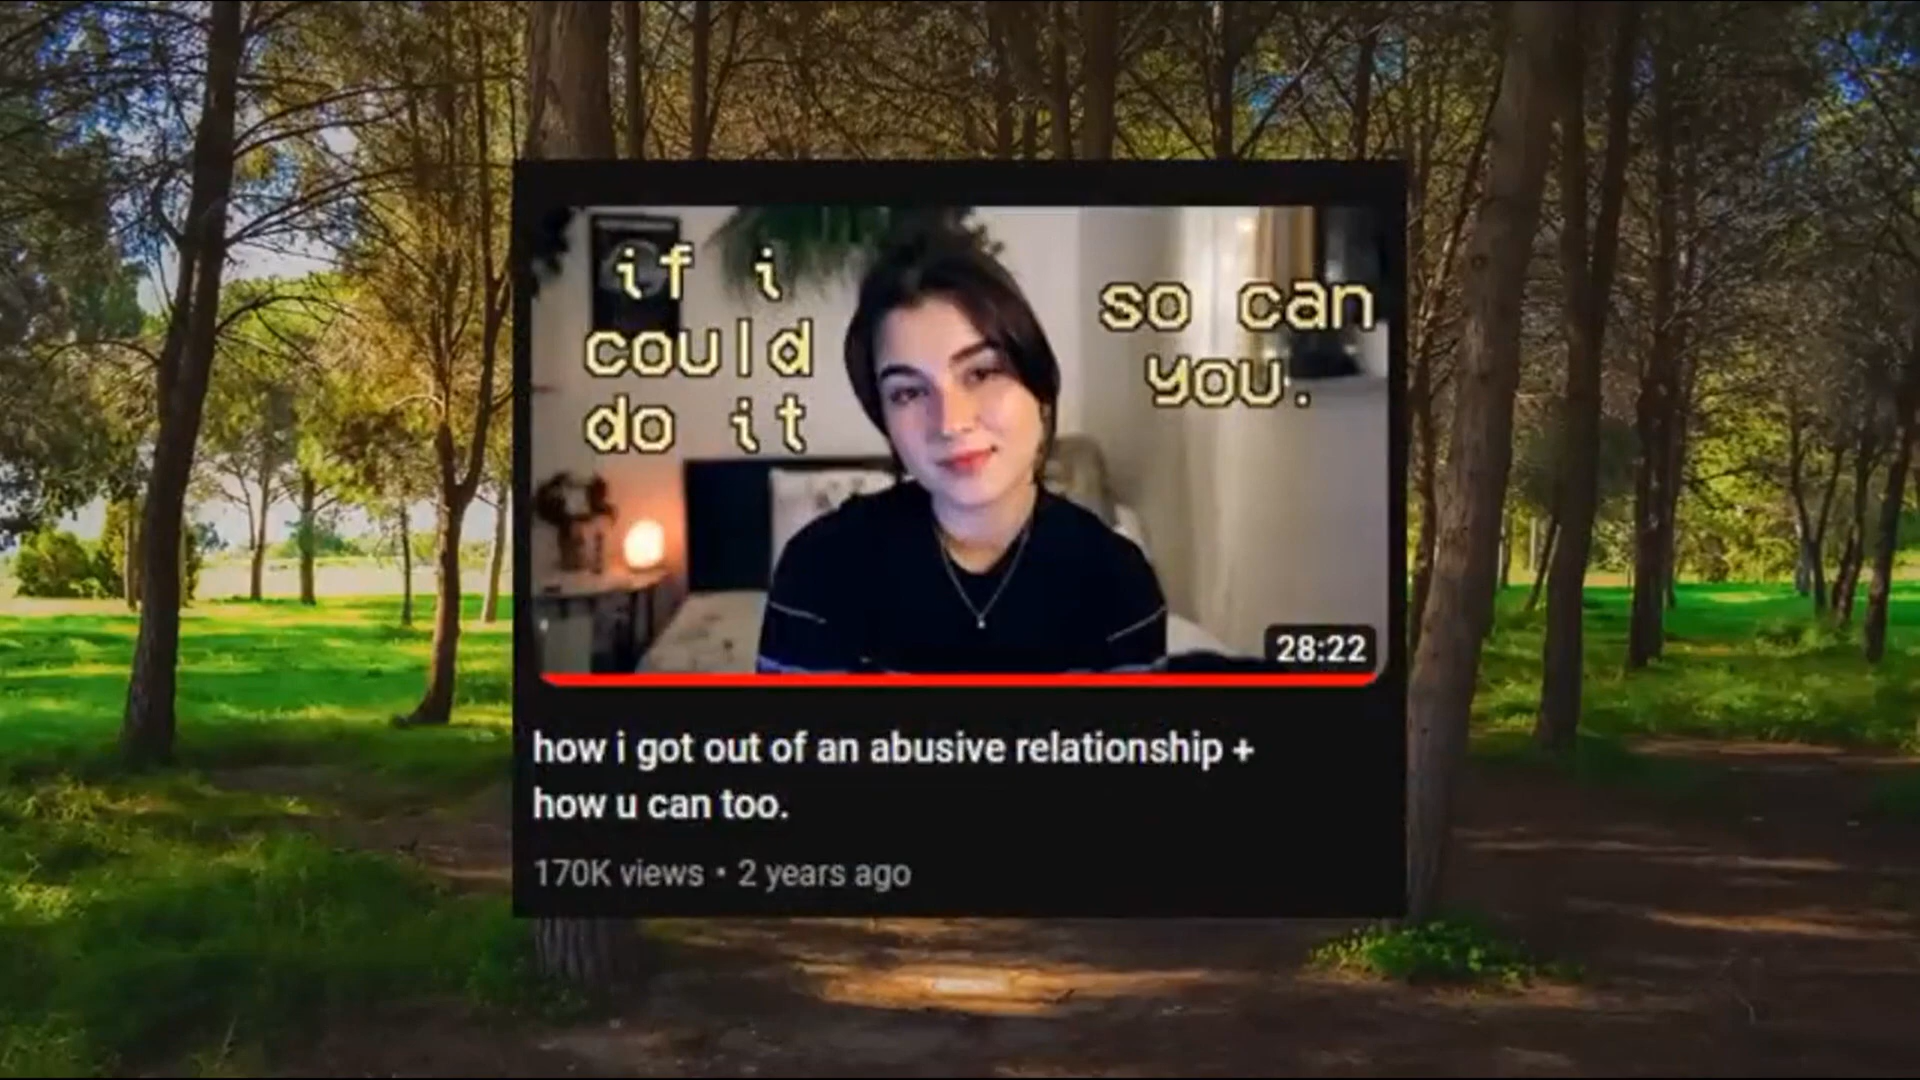 if i
could
do it
so can
you.
28:22
how i got out of an abusive relationship +
how u can too.
170K views • 2 years ago